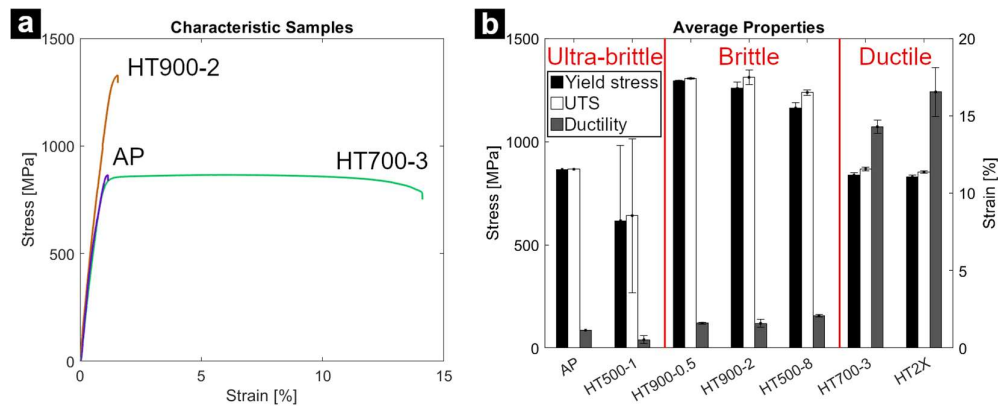 a
Characteristic Samples
1500
1000
500
0
Stress [MPa]
HT900-2
AP
HT700-3
0
5
10
15
Strain [%]
b
Average Properties
1500
1000
500
0
Stress [MPa]
Ultra-brittle
Brittle
Ductile
Yield stress
UTS
Ductility
20
15
10
5
0
Strain [%]
AP
HT500-1
HT900-0.5
HT900-2
HT500-8
HT700-3
HT2X